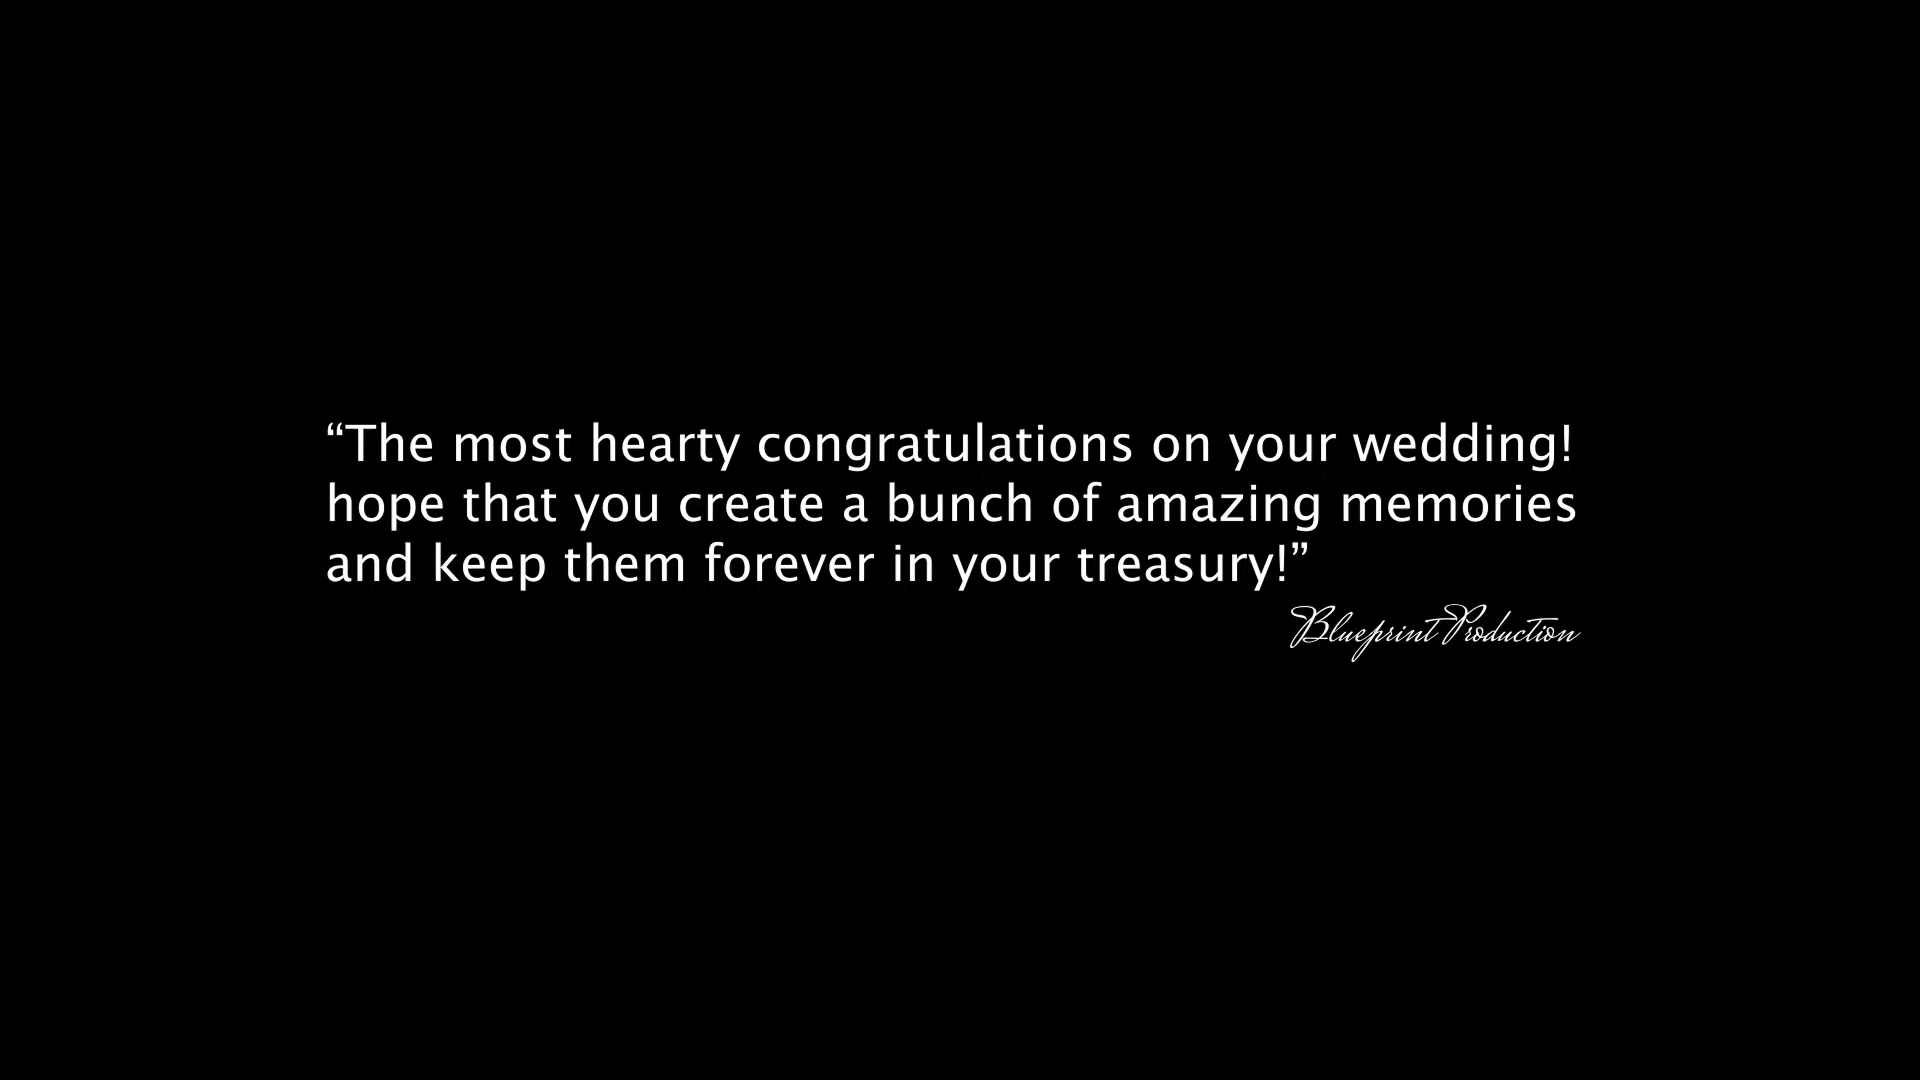 “The most hearty congratulations on your wedding!
hope that you create a bunch of amazing memories
and keep them forever in your treasury!”
Blueprint Production